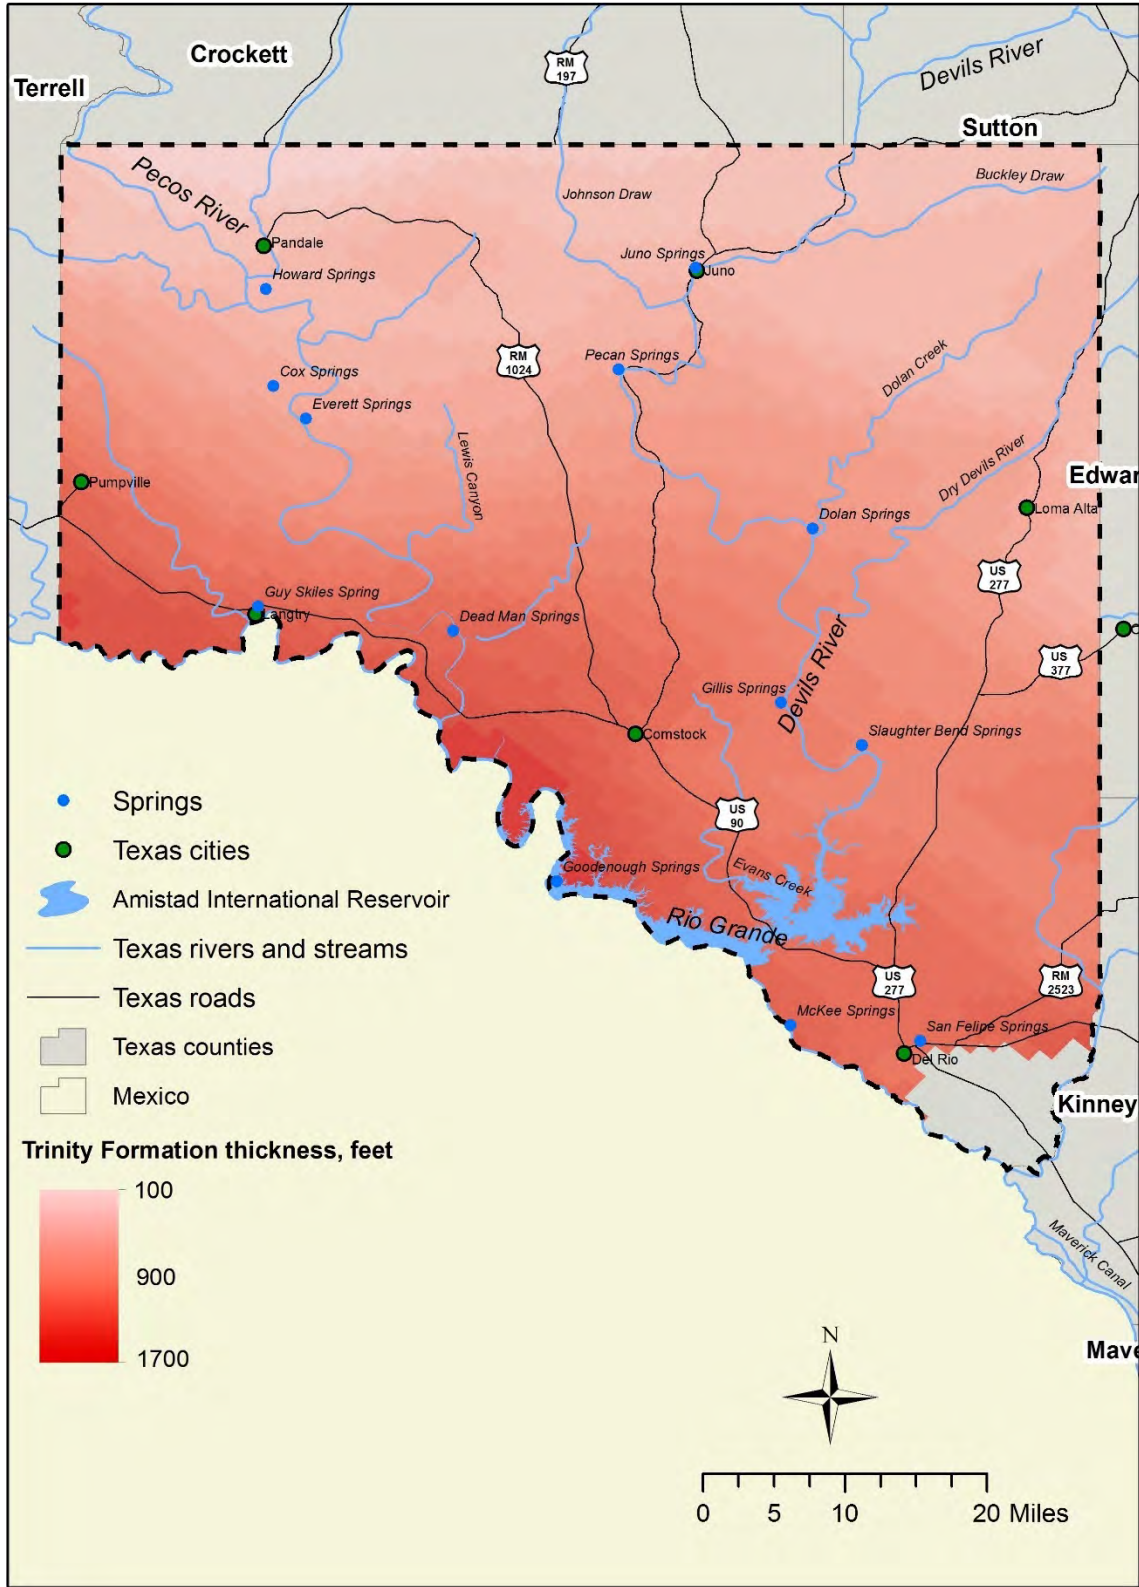 Crockett
Terrell
RM
197
Devils River
Sutton
Pecos River
Johnson Draw
Buckley Draw
Pandale
Juno Springs
Juno
Howard Springs
RM
1024
Pecan Springs
Cox Springs
Everett Springs
Dolan Creek
Lewis Canyon
Dry Devils River
Edwar
Pumpville
Dolan Springs
Loma Alta
US
277
Guy Skiles Spring
Langtry
Dead Man Springs
Devils River
US
377
Gillis Springs
Comstock
Slaughter Bend Springs
US
90
Goodenough Springs
Evans Creek
Rio Grande
US
277
RM
2523
McKee Springs
San Felipe Springs
Del Rio
Kinney
Maverick Canal
Mave
Springs
Texas cities
Amistad International Reservoir
Texas rivers and streams
Texas roads
Texas counties
Mexico
Trinity Formation thickness, feet
100
900
1700
N
0 5 10 20 Miles